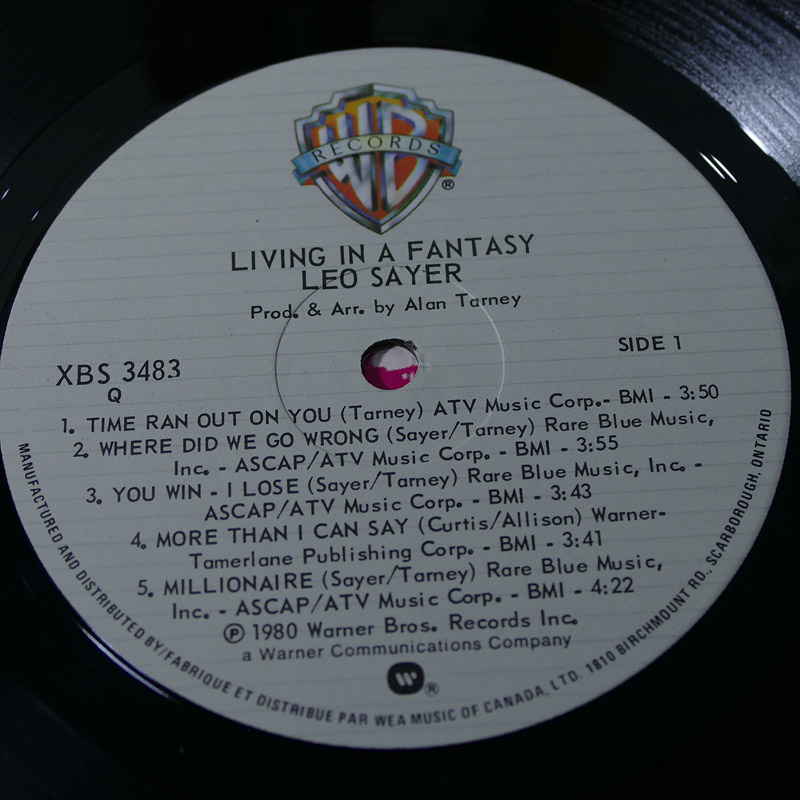 WB
RECORDS
®
LIVING IN A FANTASY
LEO SAYER
Prod. & Arr. by Alan Tarney
SIDE 1
XBS 3483
Q
1. TIME RAN OUT ON YOU (Tarney) ATV Music Corp.- BMI - 3:50
2. WHERE DID WE GO WRONG (Sayer/Tarney) Rare Blue Music,
Inc. - ASCAP/ATV Music Corp. - BMI - 3:55
3. YOU WIN - I LOSE (Sayer/Tarney) Rare Blue Music, Inc. -
ASCAP/ATV Music Corp. - BMI - 3:43
4. MORE THAN I CAN SAY (Curtis/Allison) Warner-
Tamerlane Publishing Corp. - BMI - 3:41
5. MILLIONAIRE (Sayer/Tarney) Rare Blue Music,
Inc. - ASCAP/ATV Music Corp. - BMI - 4:22
℗ 1980 Warner Bros. Records Inc.
a Warner Communications Company
®
MANUFACTURED AND DISTRIBUTED BY/FABRIQUE ET DISTRIBUE PAR WEA MUSIC OF CANADA, LTD. 1810 BIRCHMOUNT RD., SCARBOROUGH, ONTARIO